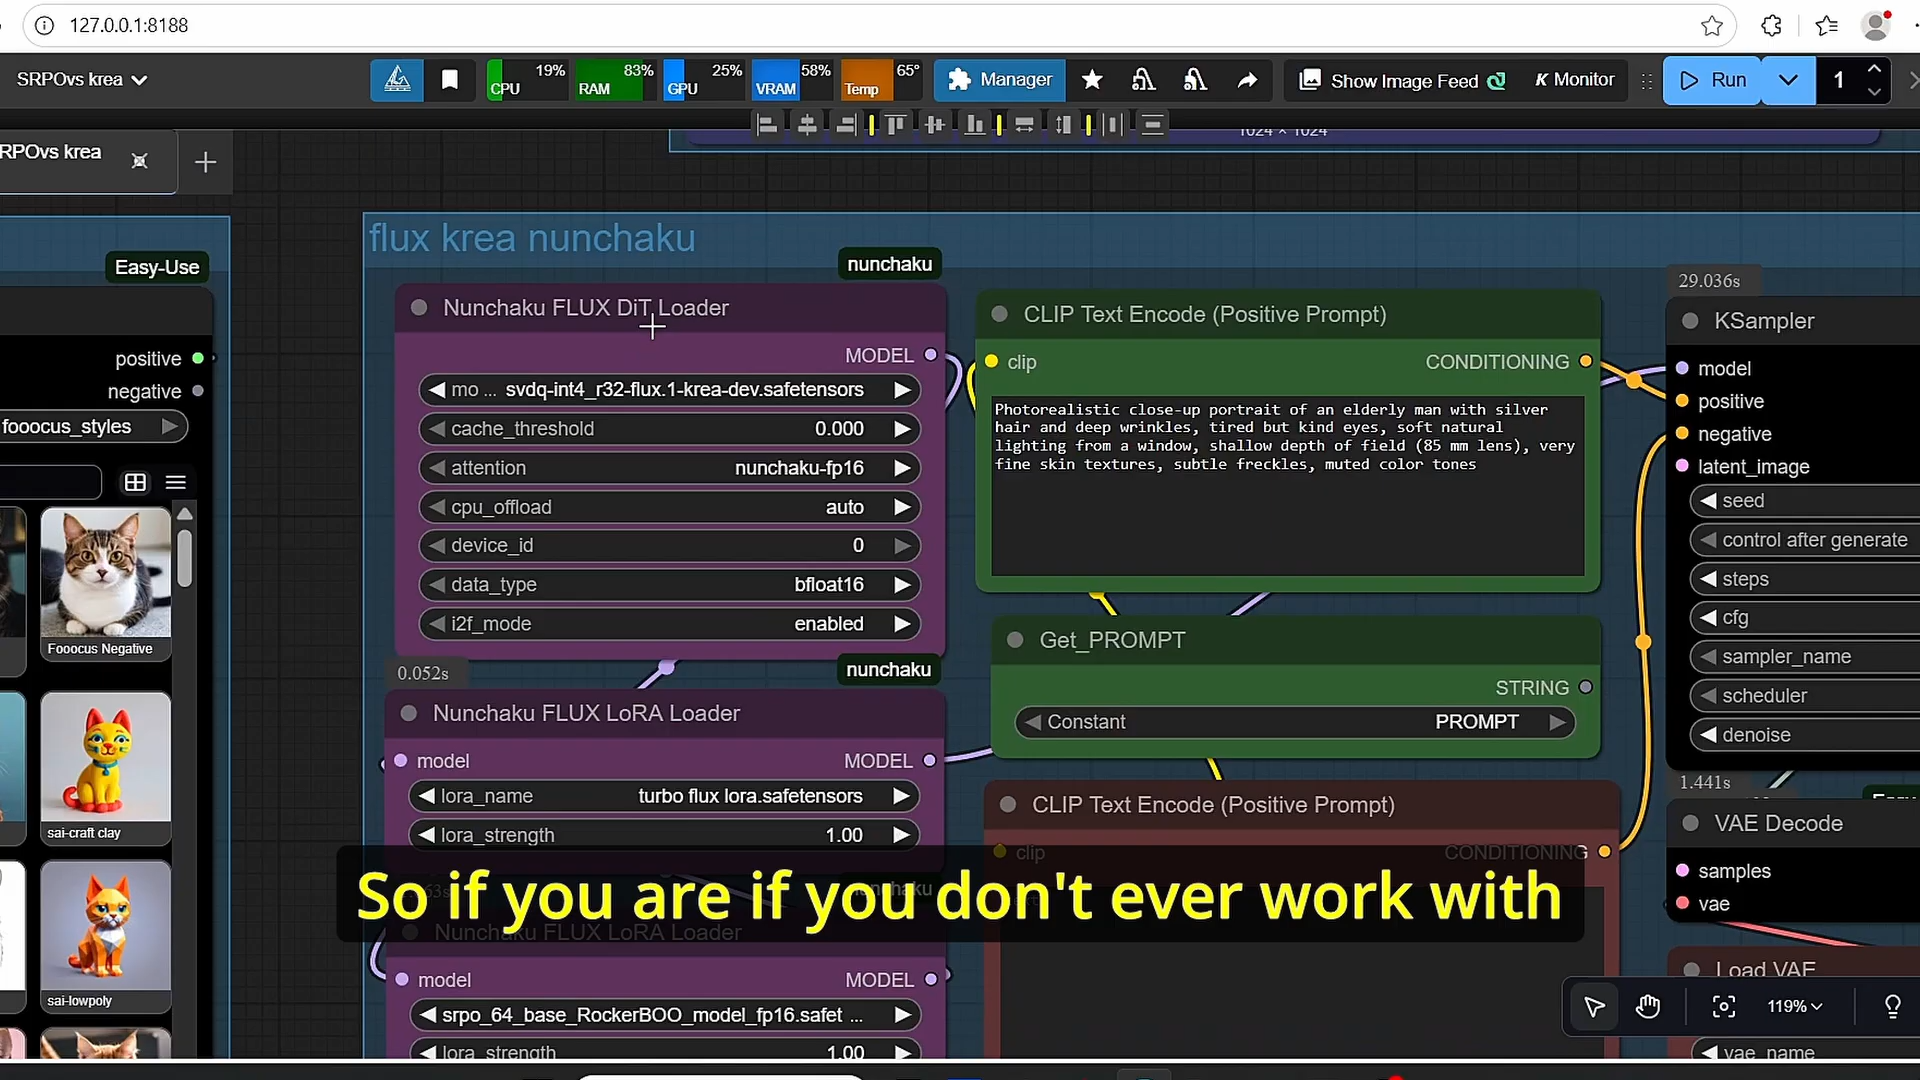 127.0.0.1:8188
SRPOvs krea
CPU 19%
RAM 83%
GPU 25%
VRAM 58%
Temp 65°
Manager
Show Image Feed
K Monitor
Run
1
RPOvs krea
1024 × 1024
flux krea nunchaku
Easy-Use
positive
negative
fooocus_styles
Fooocus Negative
sai-craft clay
sai-lowpoly
nunchaku
Nunchaku FLUX DiT Loader
MODEL
mo ... svdq-int4_r32-flux.1-krea-dev.safetensors
cache_threshold 0.000
attention nunchaku-fp16
cpu_offload auto
device_id 0
data_type bfloat16
i2f_mode enabled
0.052s
nunchaku
Nunchaku FLUX LoRA Loader
model MODEL
lora_name turbo flux lora.safetensors
lora_strength 1.00
nunchaku
Nunchaku FLUX LoRA Loader
model MODEL
srpo_64_base_RockerBOO_model_fp16.safet ...
lora_strength 1.00
CLIP Text Encode (Positive Prompt)
clip CONDITIONING
Photorealistic close-up portrait of an elderly man with silver
hair and deep wrinkles, tired but kind eyes, soft natural
lighting from a window, shallow depth of field (85 mm lens), very
fine skin textures, subtle freckles, muted color tones
Get_PROMPT
STRING
Constant PROMPT
CLIP Text Encode (Positive Prompt)
clip CONDITIONING
29.036s
KSampler
model
positive
negative
latent_image
seed
control after generate
steps
cfg
sampler_name
scheduler
denoise
1.441s
VAE Decode
samples
vae
Load VAE
vae_name
119%
So if you are if you don't ever work with